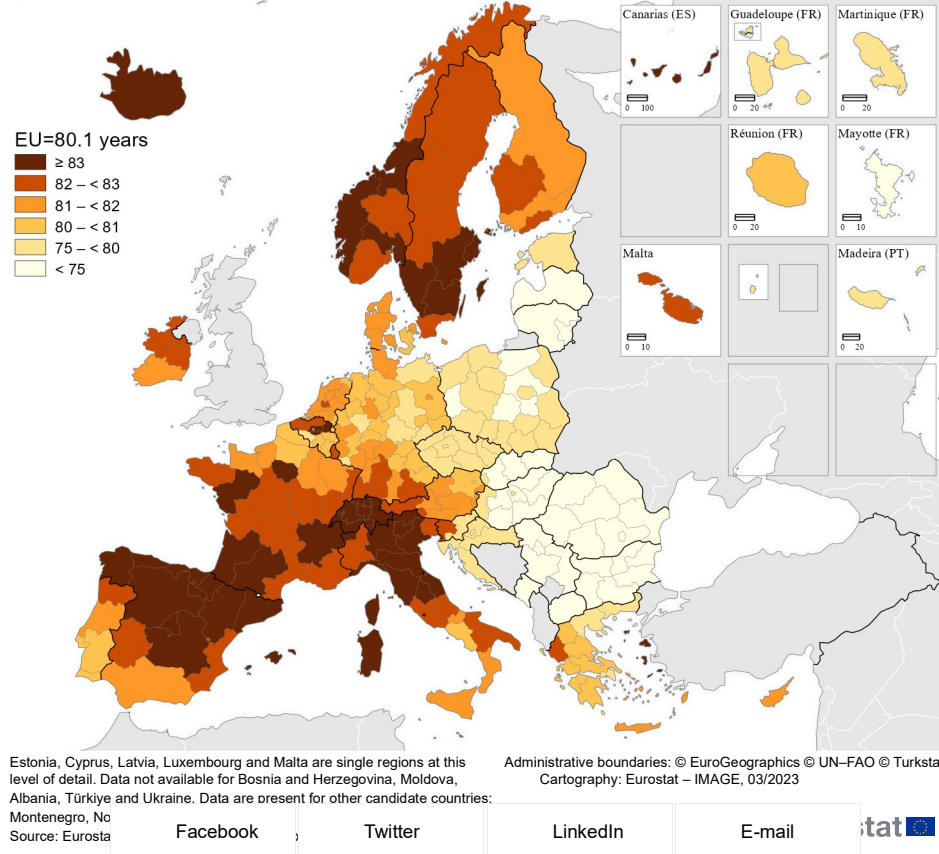 Canarias (ES)
0 100
Guadeloupe (FR)
0 20
Martinique (FR)
0 20
EU=80.1 years
≥ 83
82 – < 83
81 – < 82
80 – < 81
75 – < 80
< 75
Réunion (FR)
0 20
Mayotte (FR)
0 10
Malta
0 10
Madeira (PT)
0 20
Estonia, Cyprus, Latvia, Luxembourg and Malta are single regions at this
level of detail. Data not available for Bosnia and Herzegovina, Moldova,
Albania, Türkiye and Ukraine. Data are present for other candidate countries:
Montenegro, No
Source: Eurosta
Administrative boundaries: © EuroGeographics © UN–FAO © Turksta
Cartography: Eurostat – IMAGE, 03/2023
Facebook
Twitter
LinkedIn
E-mail
stat